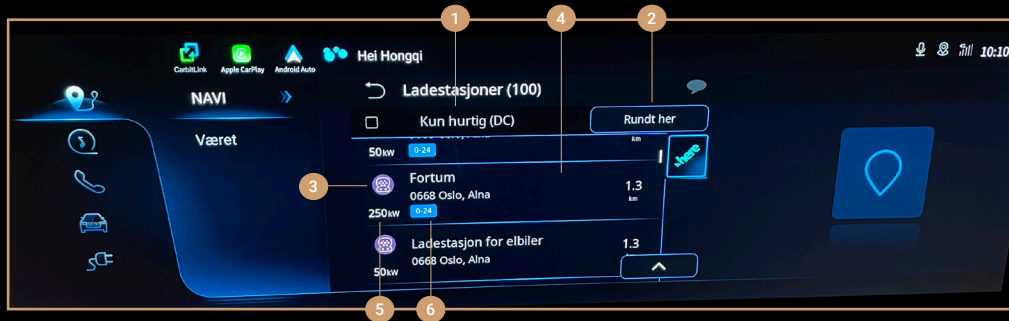 1
4
2
CarbitLink
Apple CarPlay
Android Auto
Hei Hongqi
10:10
NAVI
Ladestasjoner (100)
Kun hurtig (DC)
Rundt her
Været
km
50kW
0-24
here
3
Fortum
0668 Oslo, Alna
1.3
km
250kW
0-24
Ladestasjon for elbiler
0668 Oslo, Alna
1.3
50kW
5
6